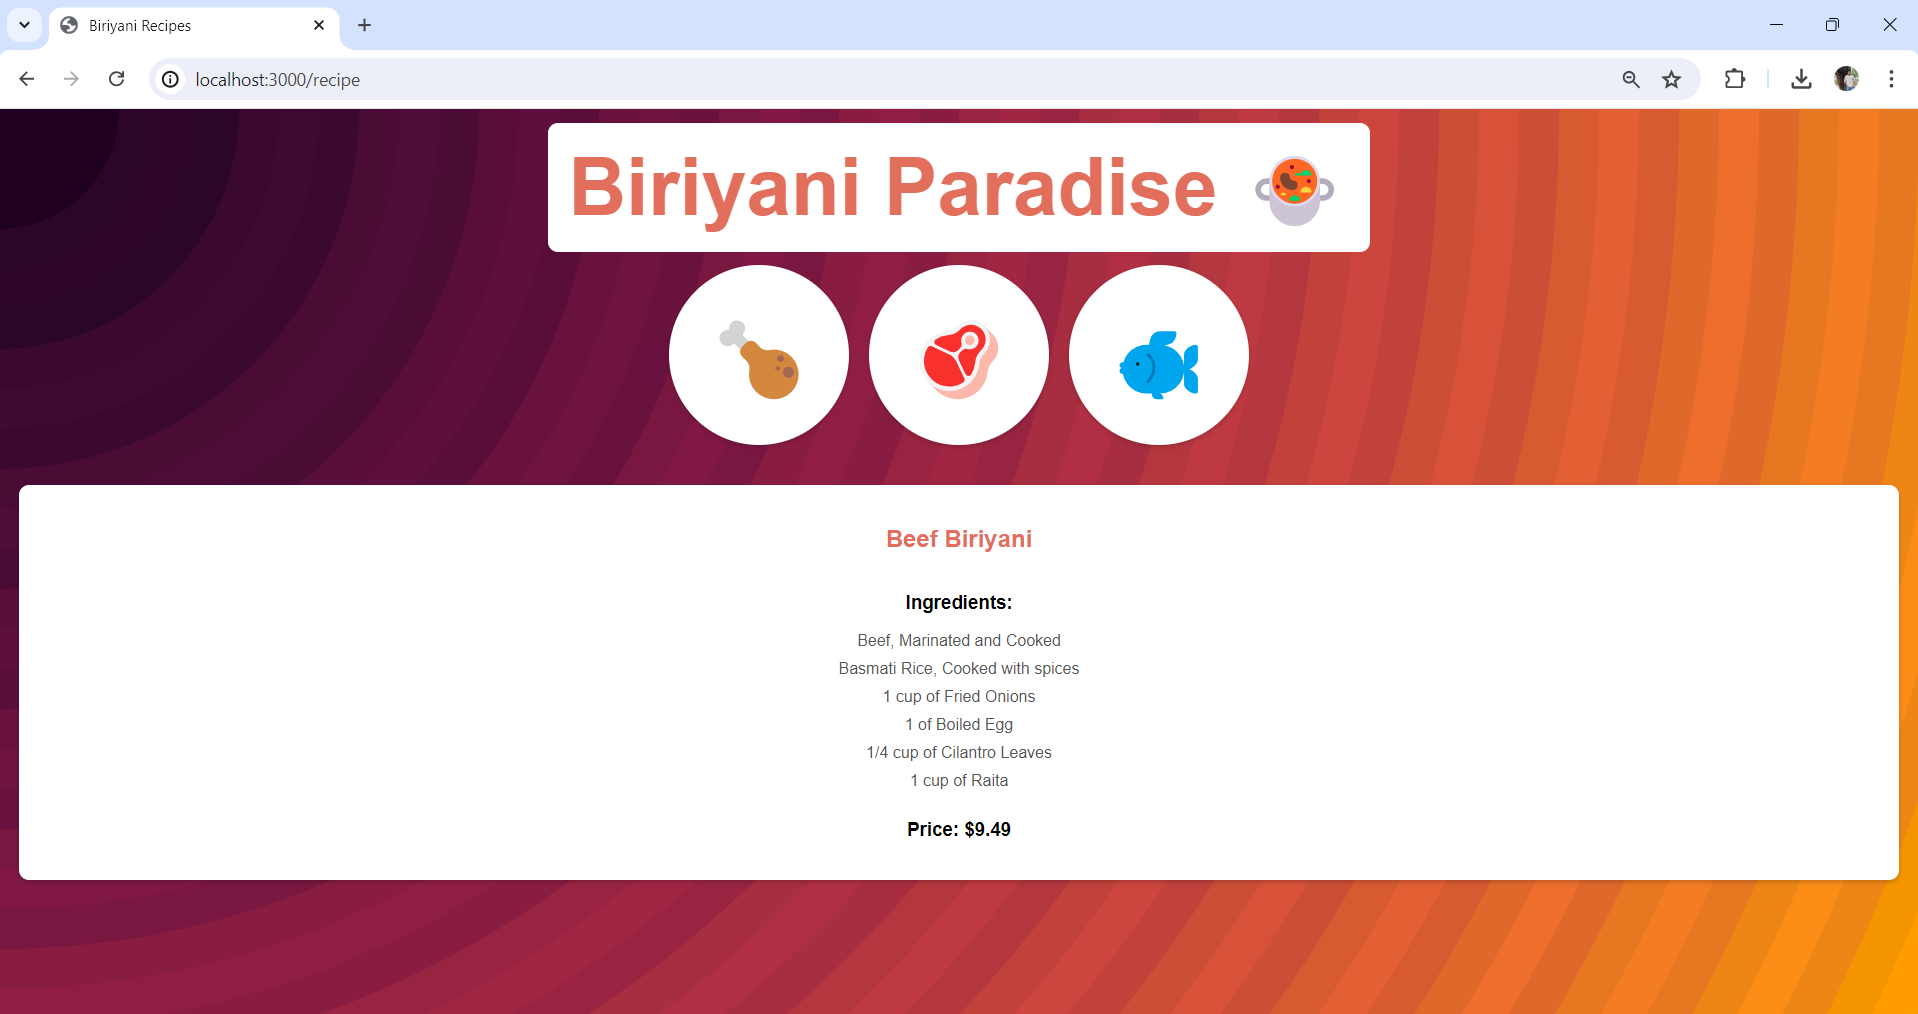 Biriyani Recipes
localhost:3000/recipe
Biriyani Paradise
Beef Biriyani
Ingredients:
Beef, Marinated and Cooked
Basmati Rice, Cooked with spices
1 cup of Fried Onions
1 of Boiled Egg
1/4 cup of Cilantro Leaves
1 cup of Raita
Price: $9.49